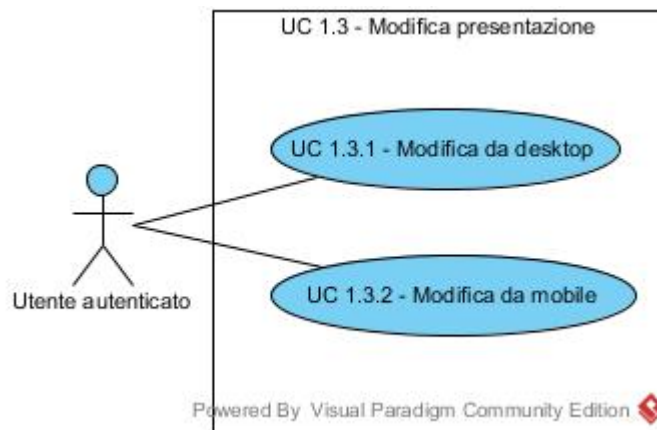 UC 1.3 - Modifica presentazione
UC 1.3.1 - Modifica da desktop
Utente autenticato
UC 1.3.2 - Modifica da mobile
Powered By Visual Paradigm Community Edition